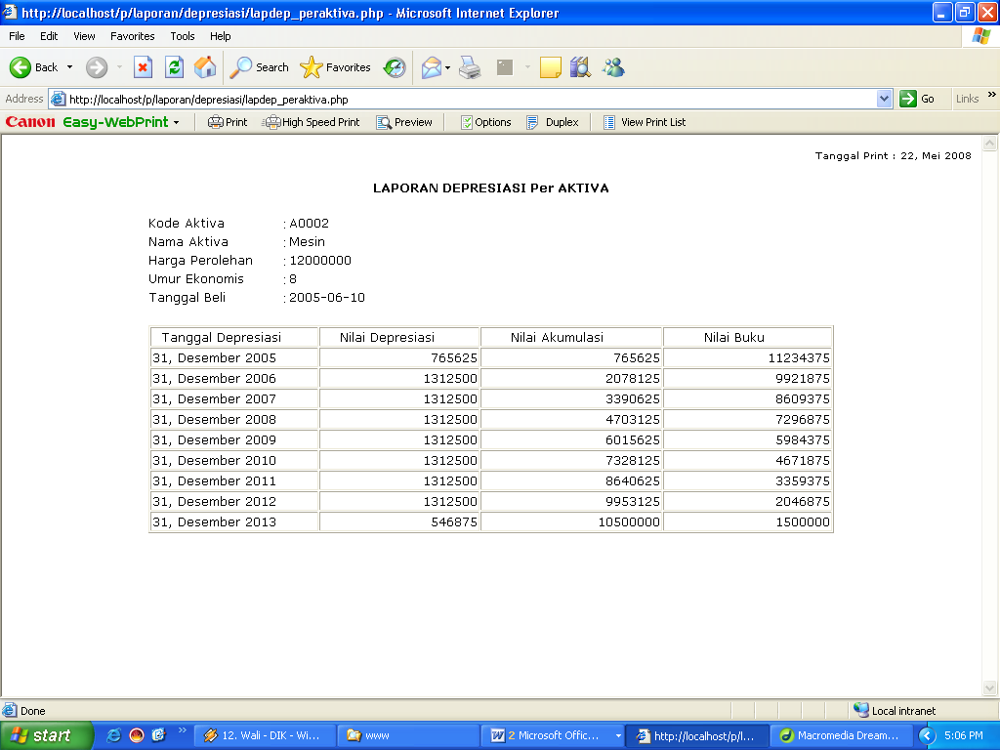 http://localhost/p/laporan/depresiasi/lapdep_peraktiva.php - Microsoft Internet Explorer
File Edit View Favorites Tools Help
Back Search Favorites
Address http://localhost/p/laporan/depresiasi/lapdep_peraktiva.php Go Links »
Canon Easy-WebPrint Print High Speed Print Preview Options Duplex View Print List
Tanggal Print : 22, Mei 2008
LAPORAN DEPRESIASI Per AKTIVA
Kode Aktiva : A0002
Nama Aktiva : Mesin
Harga Perolehan : 12000000
Umur Ekonomis : 8
Tanggal Beli : 2005-06-10
Tanggal Depresiasi Nilai Depresiasi Nilai Akumulasi Nilai Buku
31, Desember 2005 765625 765625 11234375
31, Desember 2006 1312500 2078125 9921875
31, Desember 2007 1312500 3390625 8609375
31, Desember 2008 1312500 4703125 7296875
31, Desember 2009 1312500 6015625 5984375
31, Desember 2010 1312500 7328125 4671875
31, Desember 2011 1312500 8640625 3359375
31, Desember 2012 1312500 9953125 2046875
31, Desember 2013 546875 10500000 1500000
Done Local intranet
start » 12. Wali - DIK - Wi... www 2 Microsoft Offic... http://localhost/p/l... Macromedia Dream... 5:06 PM